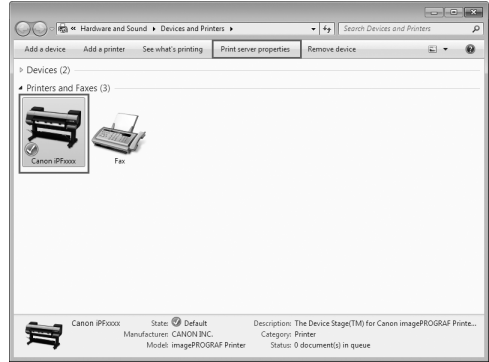 « Hardware and Sound ▸ Devices and Printers ▸ Search Devices and Printers
Add a device Add a printer See what's printing Print server properties Remove device
Devices (2)
Printers and Faxes (3)
Canon iPFxxxx Fax
Canon iPFxxxx State: Default Description: The Device Stage(TM) for Canon imagePROGRAF Printe...
Manufacturer: CANON INC. Category: Printer
Model: imagePROGRAF Printer Status: 0 document(s) in queue